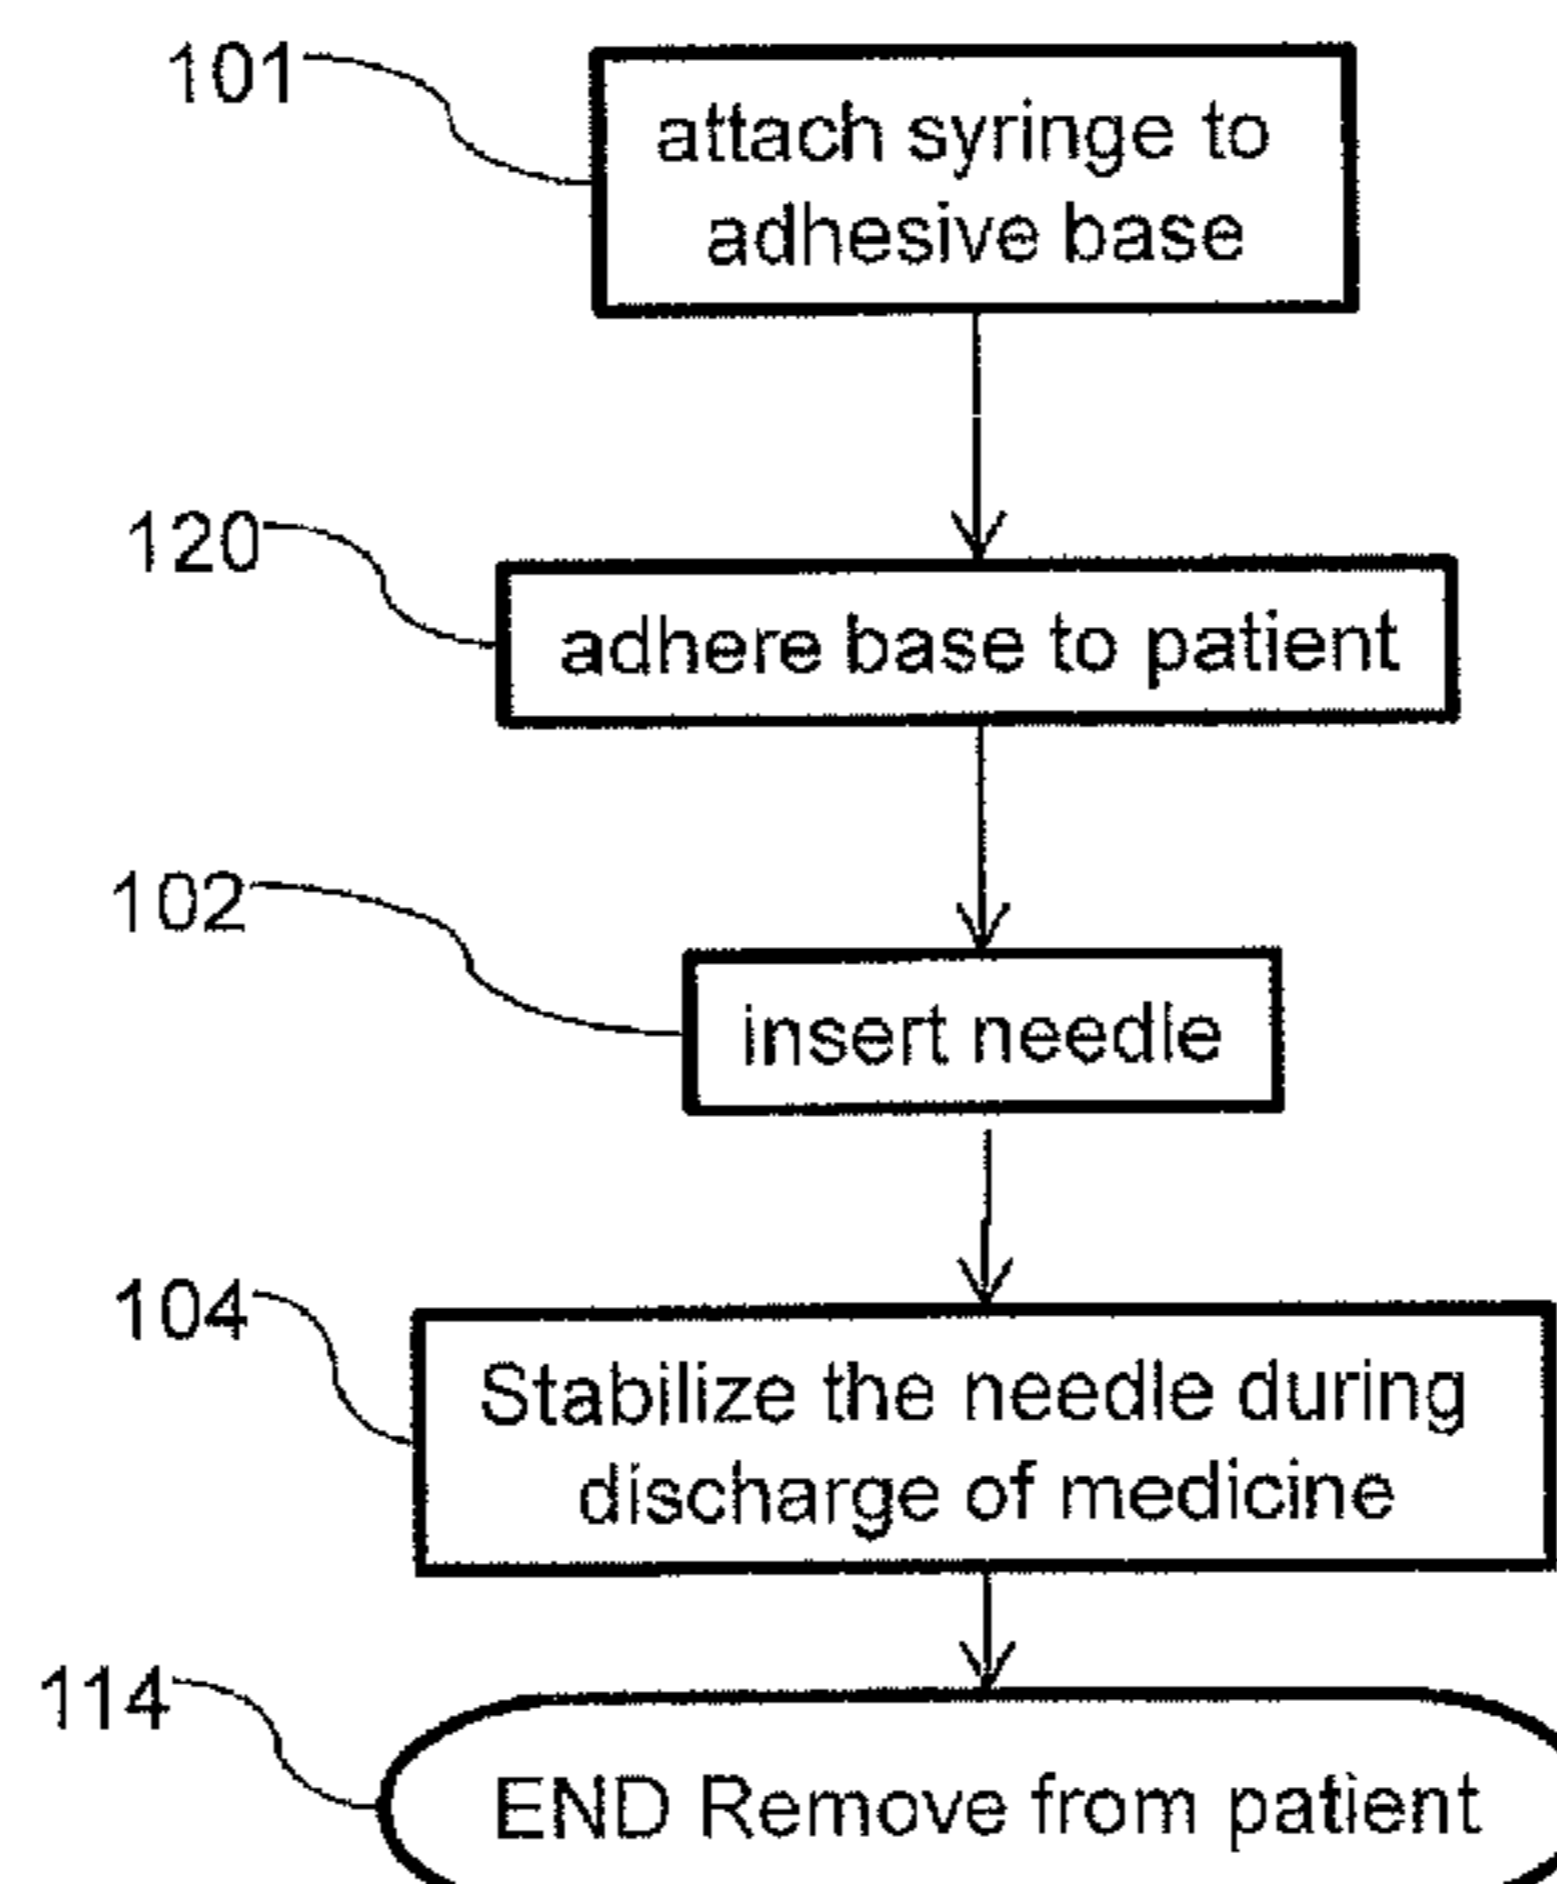 101
attach syringe to
adhesive base
120
adhere base to patient
102
insert needle
104
Stabilize the needle during
discharge of medicine
114
END Remove from patient